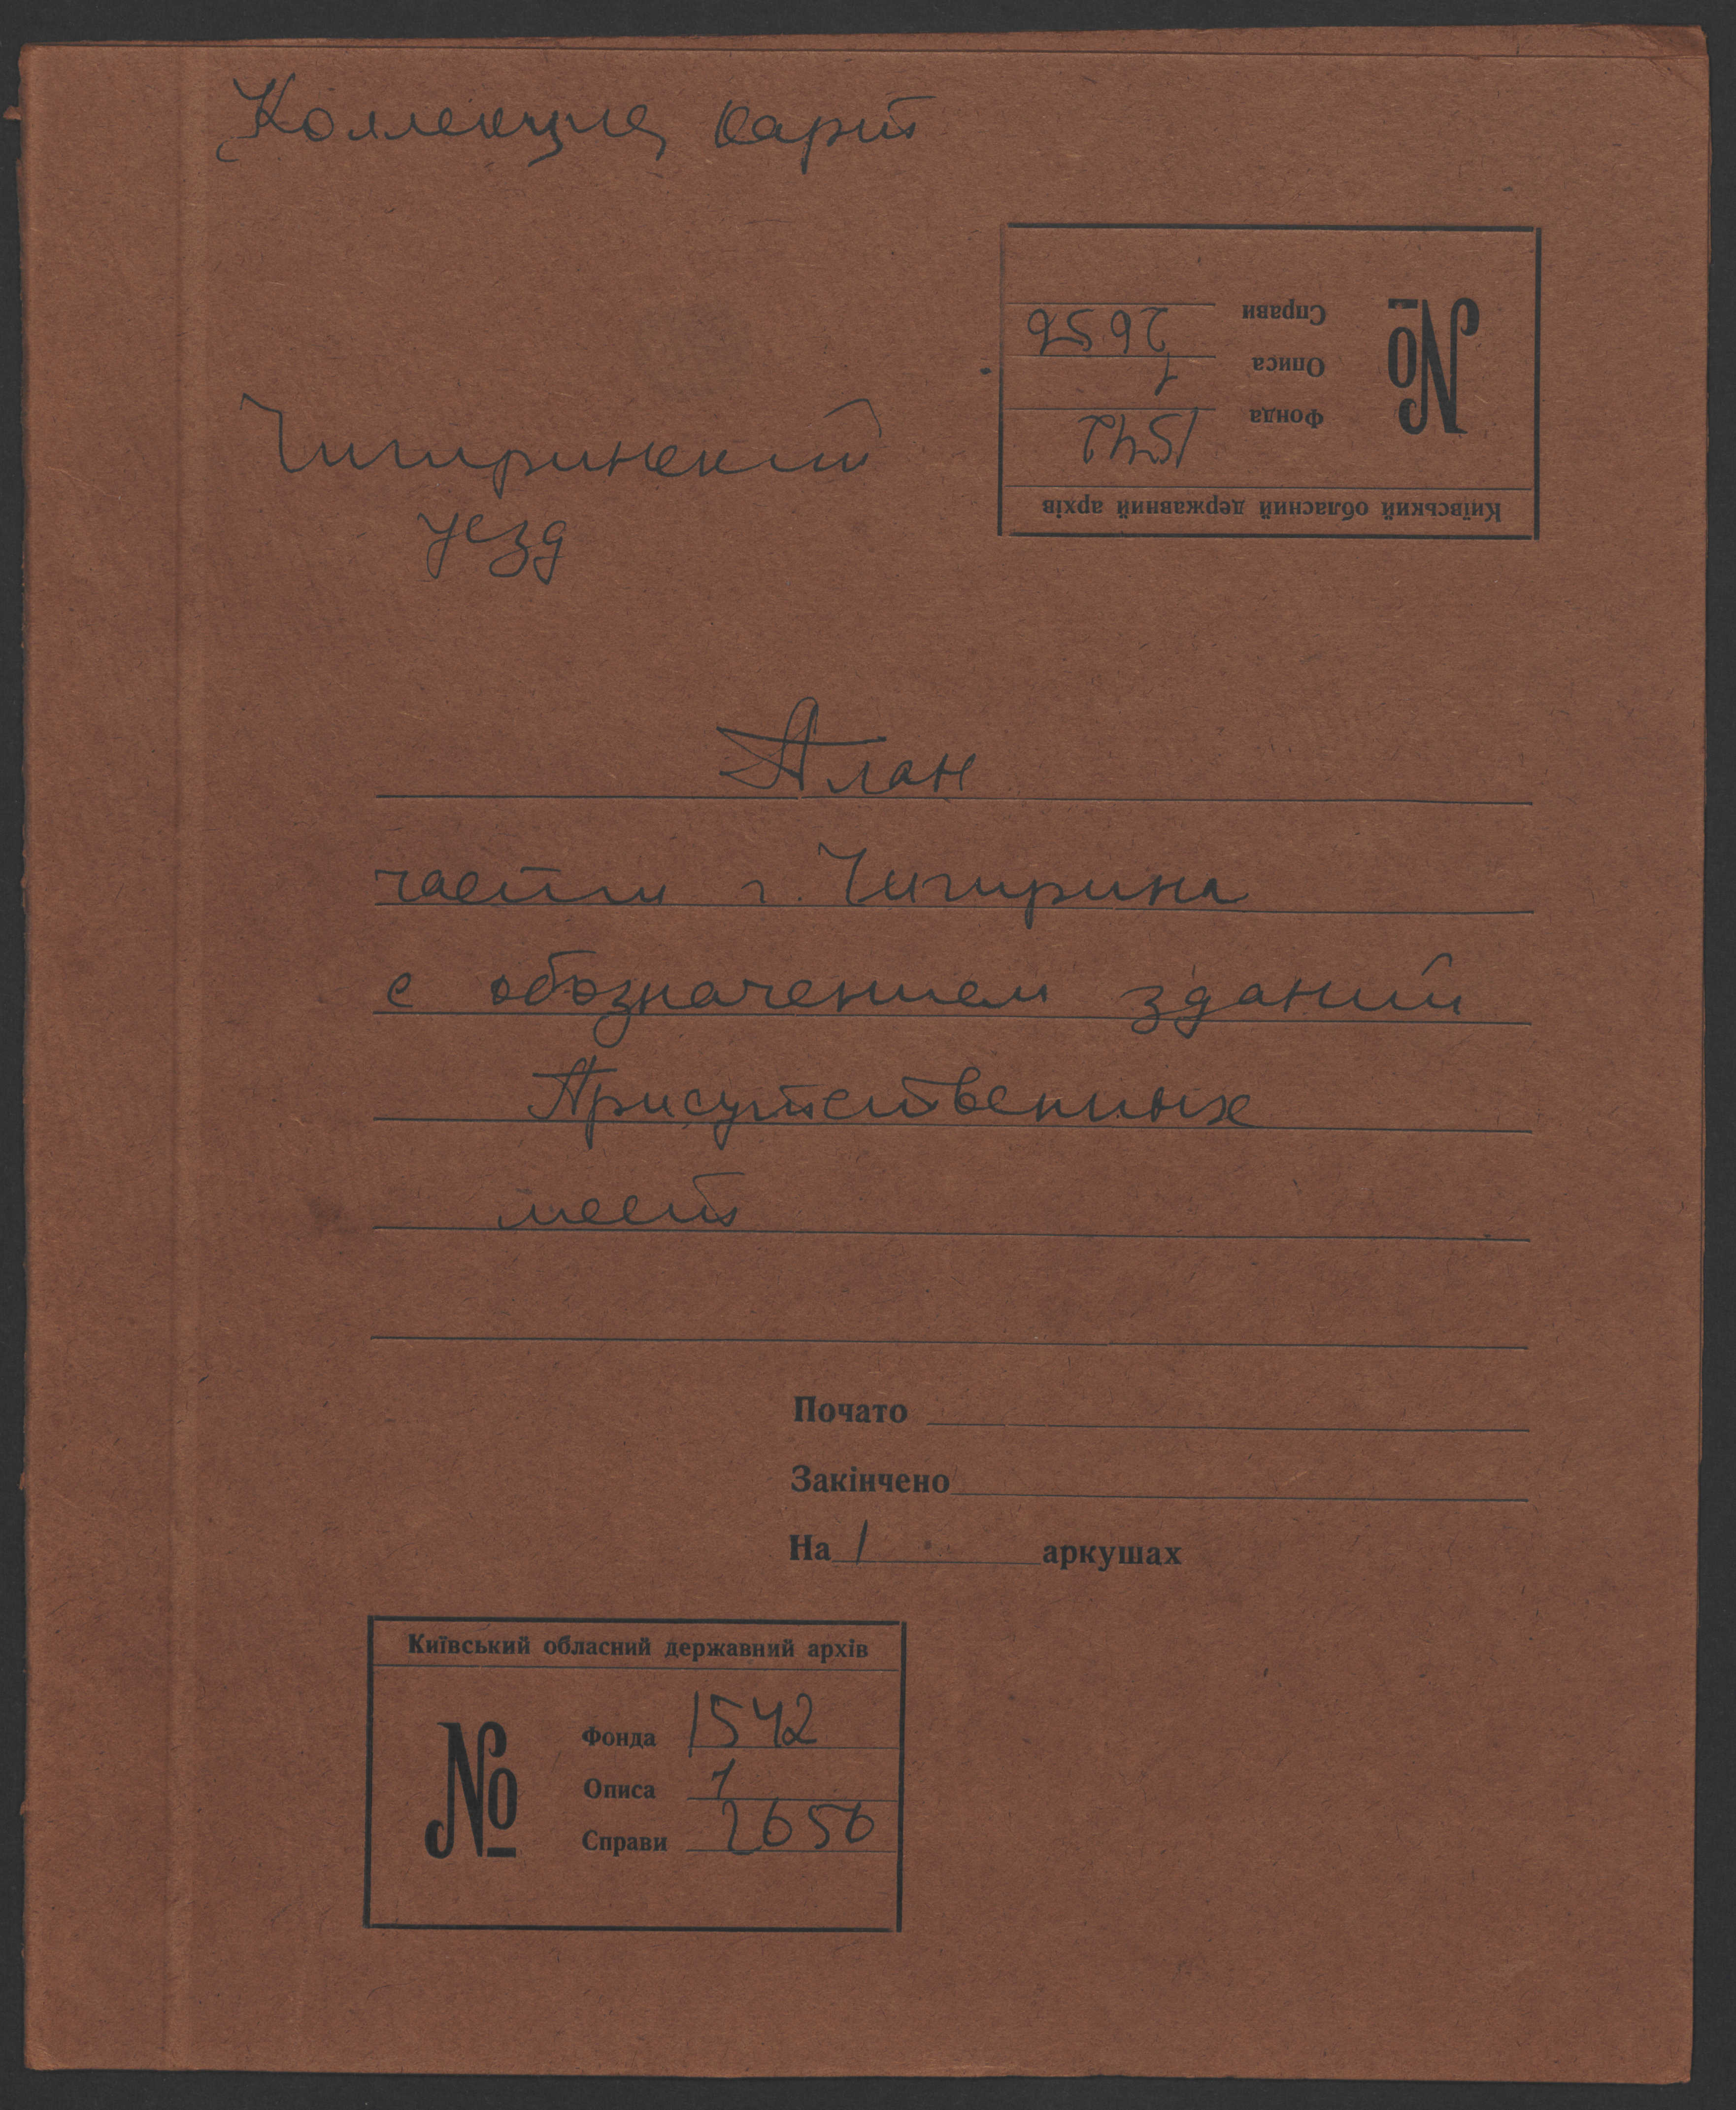 Коллекция карт
Київський обласний державний архів
№
Фонда 1542
Описа 1
Справи 2656
Чигиринский
уезд
План
части г. Чигирина
с обозначением зданий
Присутственных
мест
Почато
Закінчено
На 1 аркушах
Київський обласний державний архів
№
Фонда 1542
Описа 1
Справи 2656